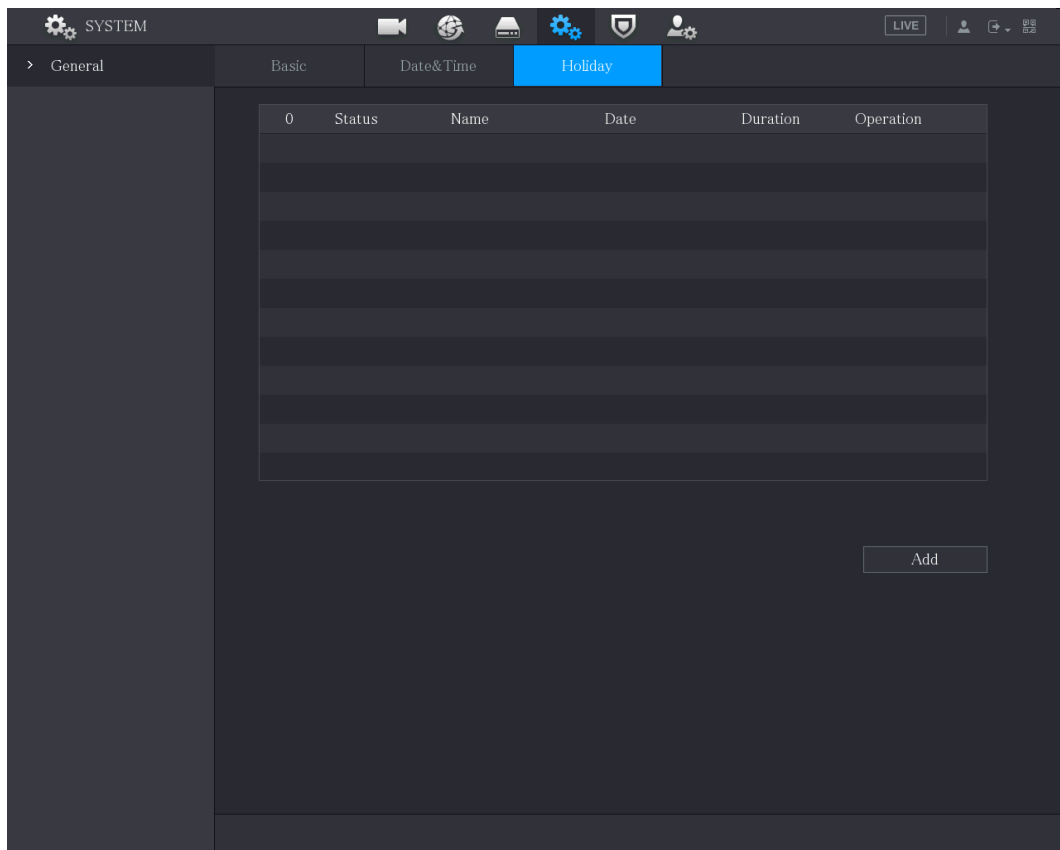 SYSTEM LIVE
> General Basic Date&Time Holiday
0 Status Name Date Duration Operation
Add